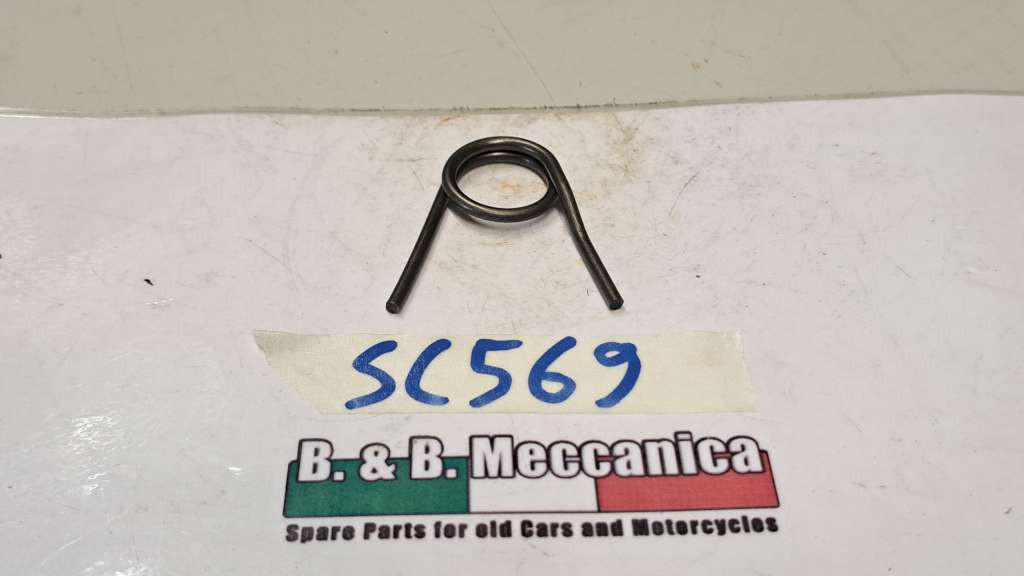 SC569
B. & B. Meccanica
Spare Parts for old Cars and Motorcycles